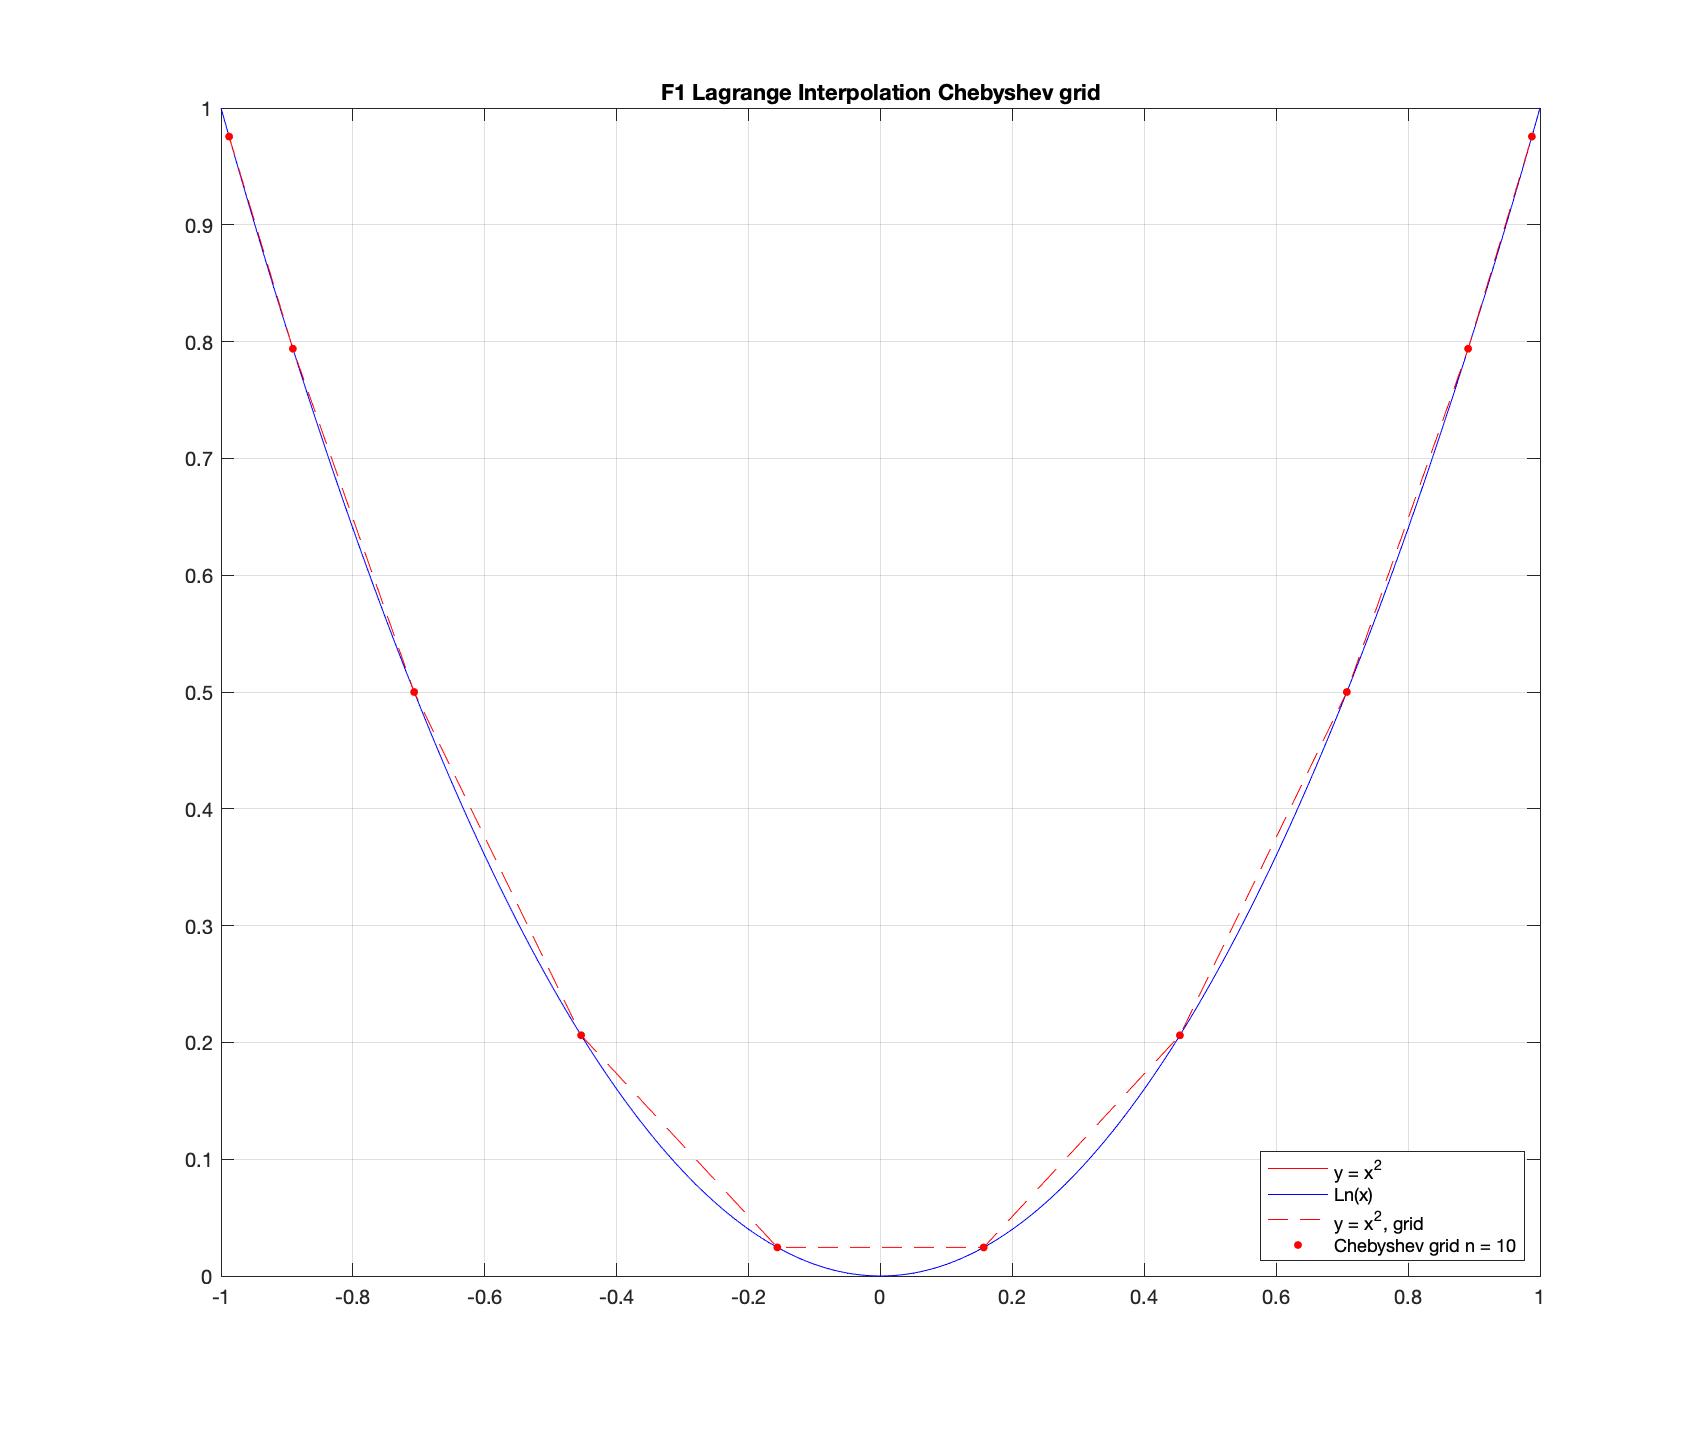 F1 Lagrange Interpolation Chebyshev grid
1
0.9
0.8
0.7
0.6
0.5
0.4
0.3
0.2
0.1
0
-1 -0.8 -0.6 -0.4 -0.2 0 0.2 0.4 0.6 0.8 1
y = x²
Ln(x)
y = x², grid
Chebyshev grid n = 10